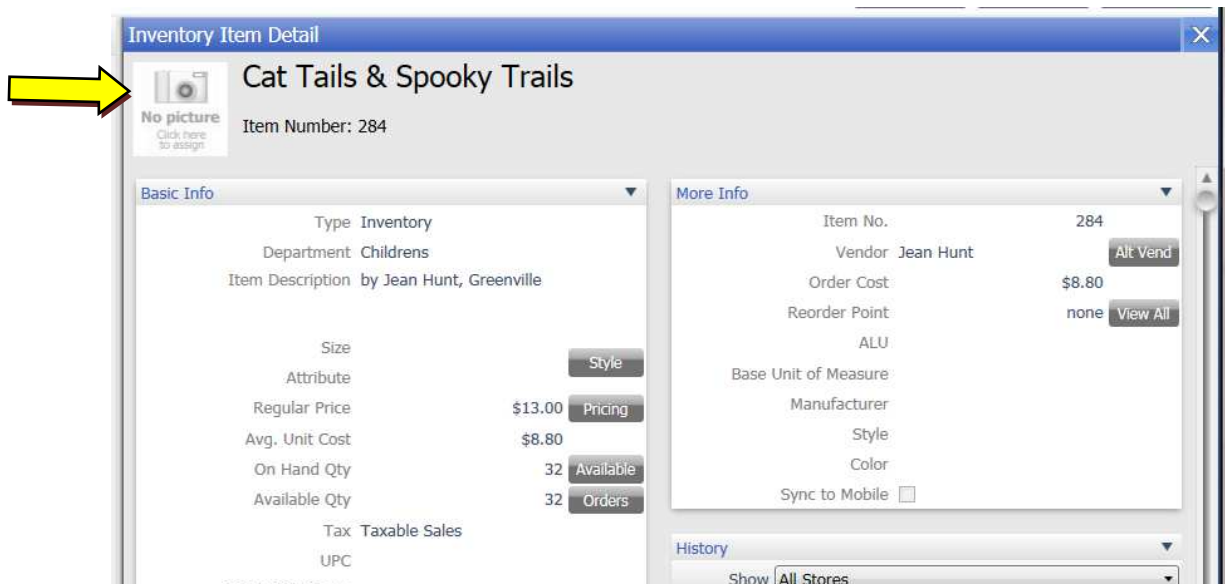 Inventory Item Detail
Cat Tails & Spooky Trails
No picture
Click here
to assign
Item Number: 284
Basic Info
Type Inventory
Department Childrens
Item Description by Jean Hunt, Greenville
Size
Style
Attribute
Regular Price $13.00 Pricing
Avg. Unit Cost $8.80
On Hand Qty 32 Available
Available Qty 32 Orders
Tax Taxable Sales
UPC
More Info
Item No. 284
Vendor Jean Hunt Alt Vend
Order Cost $8.80
Reorder Point none View All
ALU
Base Unit of Measure
Manufacturer
Style
Color
Sync to Mobile
History
Show All Stores